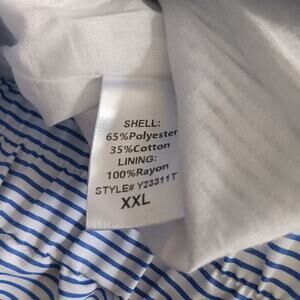 SHELL:
65%Polyester
35%Cotton
LINING:
100%Rayon
STYLE# Y23311T
XXL